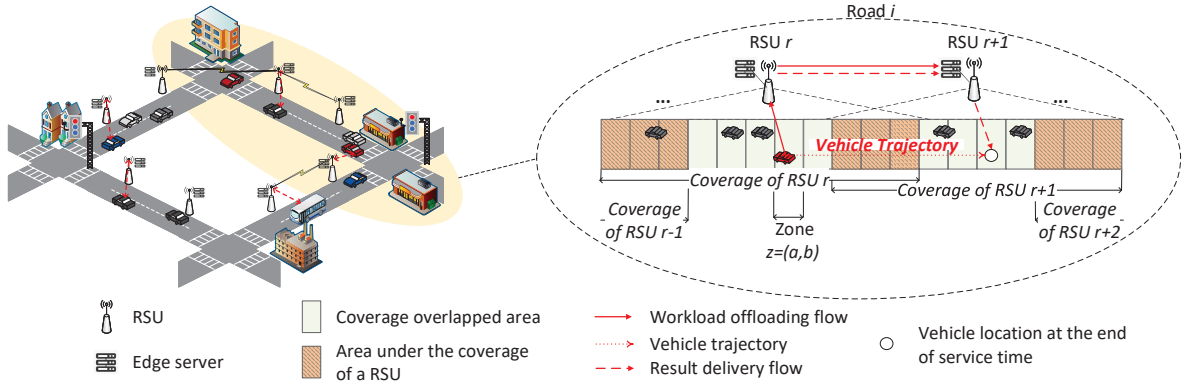 Road i
RSU r
RSU r+1
...
...
Vehicle Trajectory
Coverage of RSU r
Coverage of RSU r+1
Coverage
of RSU r-1
Zone
z=(a,b)
Coverage
of RSU r+2
RSU
Edge server
Coverage overlapped area
Area under the coverage
of a RSU
Workload offloading flow
Vehicle trajectory
Result delivery flow
Vehicle location at the end
of service time